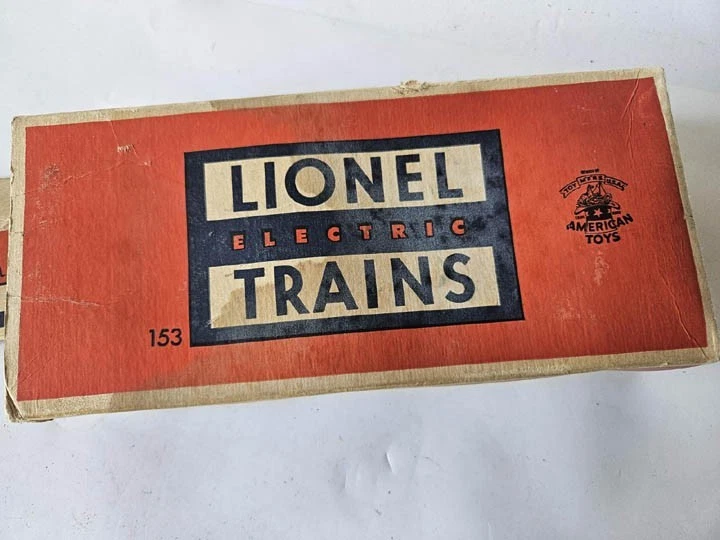 LIONEL
ELECTRIC
TRAINS
153
AMERICAN
TOYS